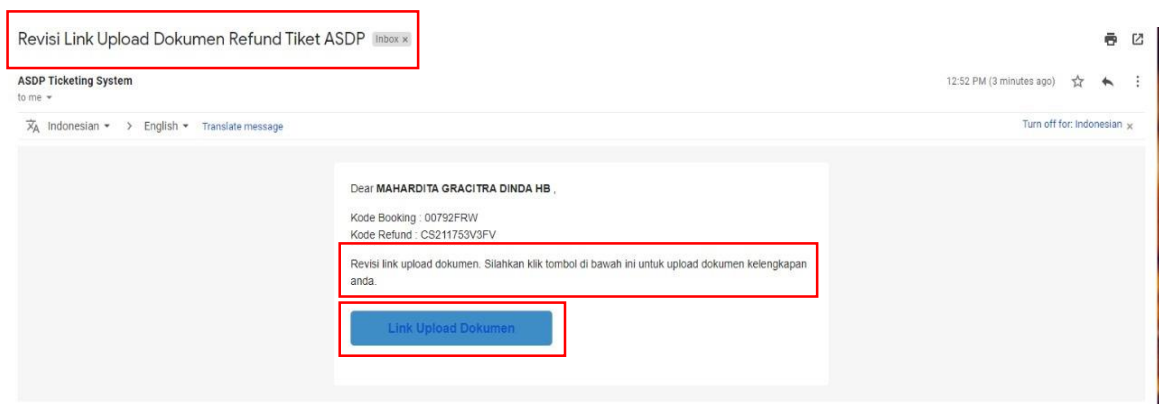 Revisi Link Upload Dokumen Refund Tiket ASDP Inbox x
ASDP Ticketing System
12:52 PM (3 minutes ago)
to me
Indonesian > English Translate message
Turn off for: Indonesian x
Dear MAHARDITA GRACITRA DINDA HB ,
Kode Booking : 00792FRW
Kode Refund : CS211753V3FV
Revisi link upload dokumen. Silahkan klik tombol di bawah ini untuk upload dokumen kelengkapan
anda.
Link Upload Dokumen